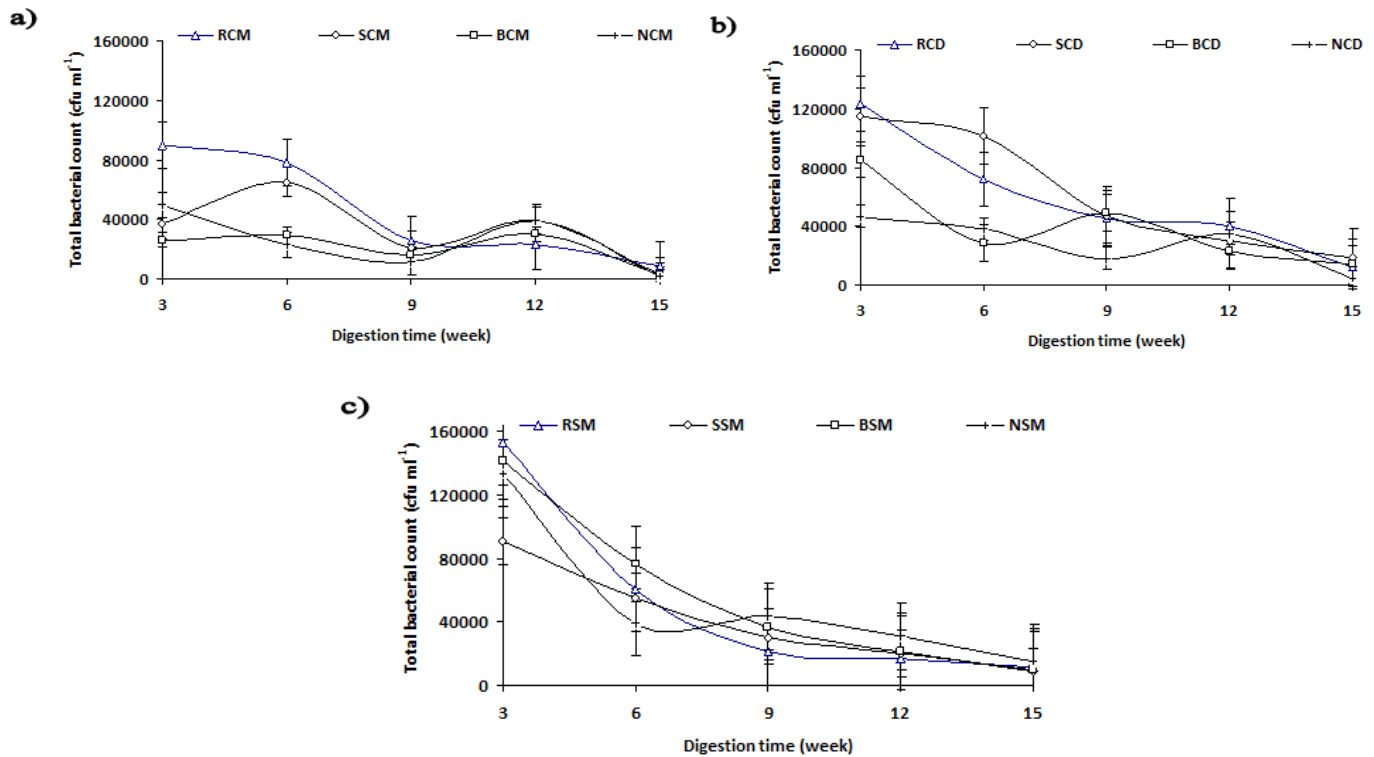 a)
RCM SCM BCM NCM
Total bacterial count (cfu ml-1)
160000
120000
80000
40000
0
3 6 9 12 15
Digestion time (week)
b)
RCD SCD BCD NCD
Total bacterial count (cfu ml-1)
160000
120000
80000
40000
0
3 6 9 12 15
Digestion time (week)
c)
RSM SSM BSM NSM
Total bacterial count (cfu ml-1)
160000
120000
80000
40000
0
3 6 9 12 15
Digestion time (week)